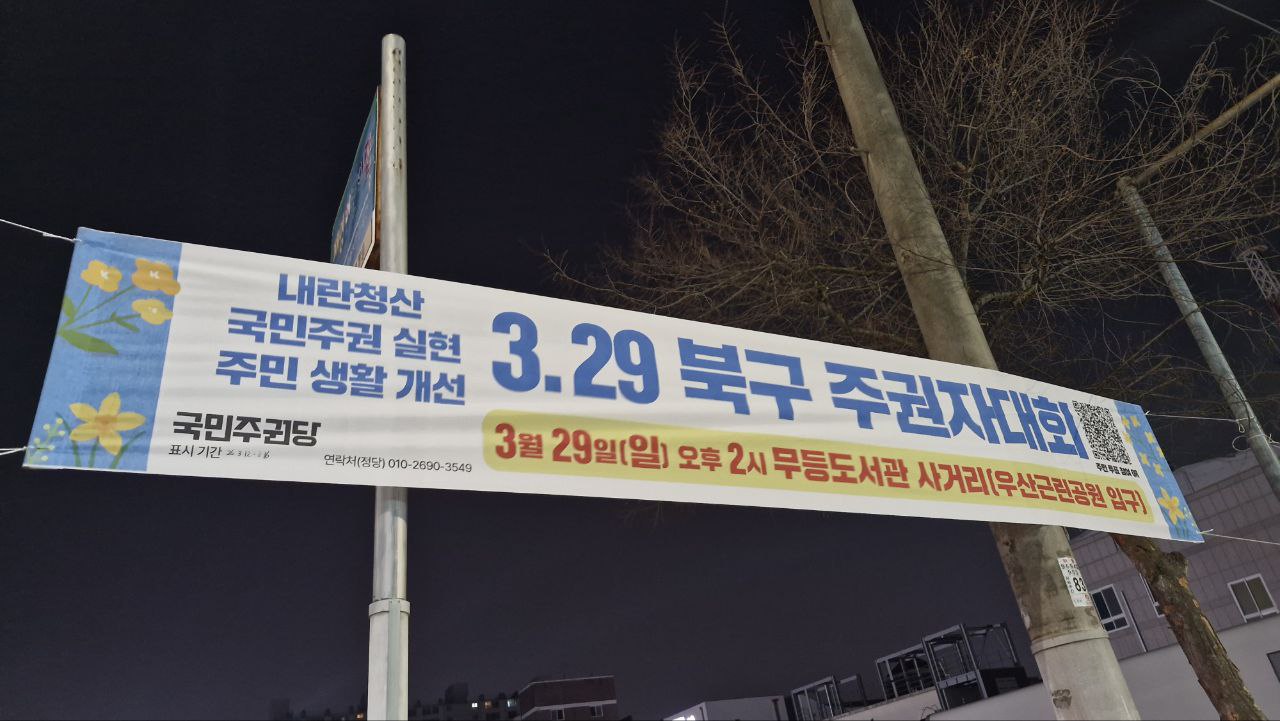 내란청산
국민주권 실현
주민 생활 개선
국민주권당
표시 기간
연락처(정당) 010-2690-3549
3.29 북구 주권자대회
3월 29일(일) 오후 2시 무등도서관 사거리(우산근린공원 입구)
K
K
83